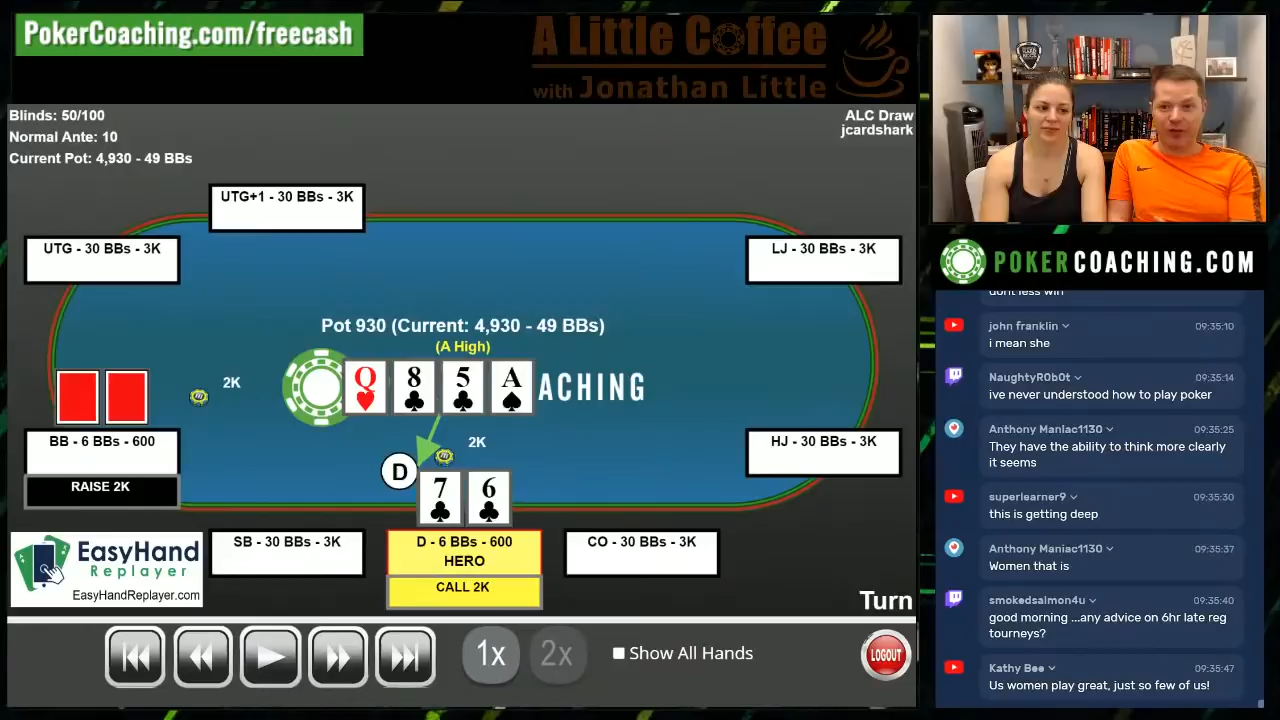 PokerCoaching.com/freecash
A Little Coffee
with Jonathan Little
Blinds: 50/100
Normal Ante: 10
Current Pot: 4,930 - 49 BBs
ALC Draw
jcardshark
UTG+1 - 30 BBs - 3K
UTG - 30 BBs - 3K
LJ - 30 BBs - 3K
Pot 930 (Current: 4,930 - 49 BBs)
(A High)
Q 8 5 A
ACHING
2K
2K
D
7 6
BB - 6 BBs - 600
RAISE 2K
HJ - 30 BBs - 3K
SB - 30 BBs - 3K
D - 6 BBs - 600
HERO
CALL 2K
CO - 30 BBs - 3K
EasyHand
Replayer
EasyHandReplayer.com
Turn
1x
2x
Show All Hands
LOGOUT
POKERCOACHING.COM
dont less win
john franklin 09:35:10
i mean she
NaughtyR0b0t 09:35:14
ive never understood how to play poker
Anthony Maniac1130 09:35:25
They have the ability to think more clearly
it seems
superlearner9 09:35:30
this is getting deep
Anthony Maniac1130 09:35:37
Women that is
smokedsalmon4u 09:35:40
good morning ...any advice on 6hr late reg
tourneys?
Kathy Bee 09:35:47
Us women play great, just so few of us!